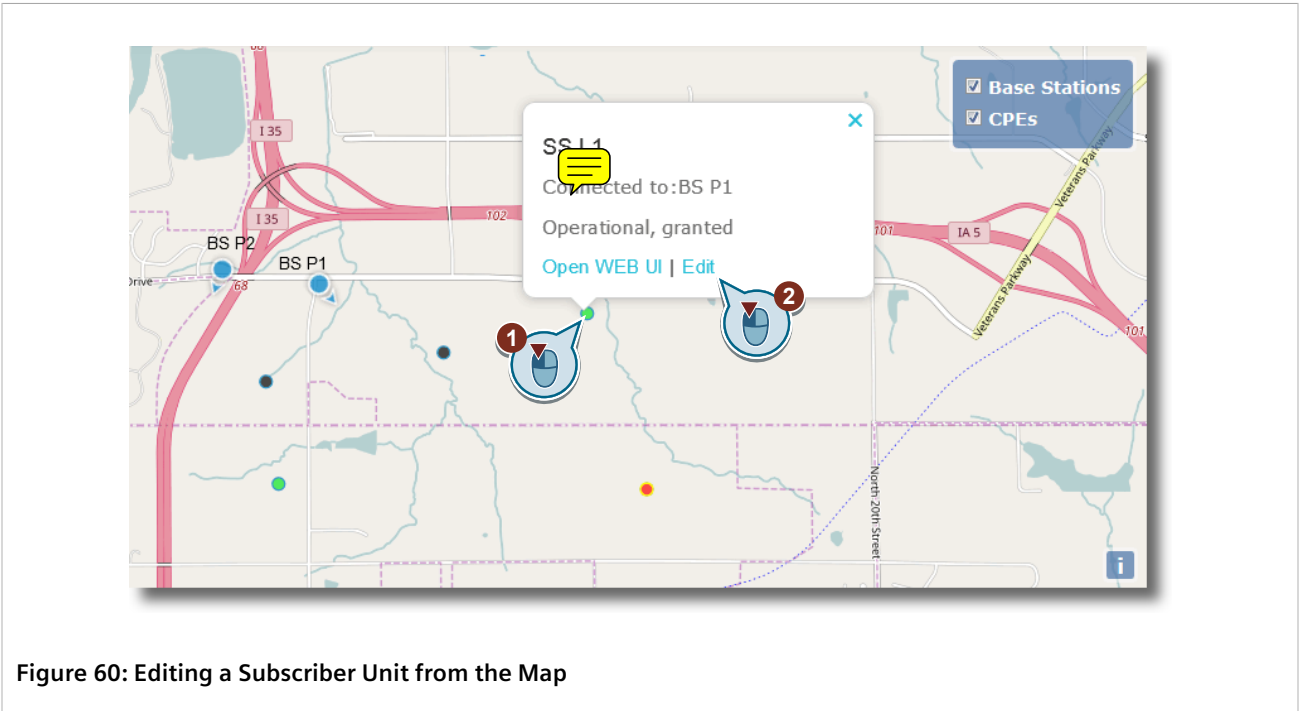 68
Base Stations
CPEs
I 35
SS L1
Connected to:BS P1
Veterans Parkway
I 35
102
Operational, granted
101
IA 5
BS P2
BS P1
Open WEB UI | Edit
Drive
68
Veterans Parkway
2
1
101
North 20th Street
i
Figure 60: Editing a Subscriber Unit from the Map